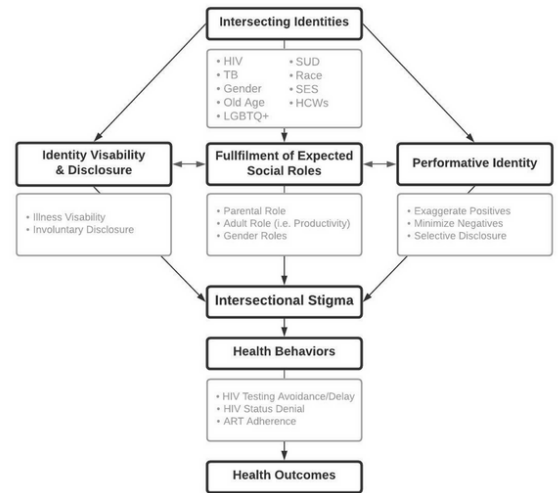 Intersecting Identities
• HIV
• TB
• Gender
• Old Age
• LGBTQ+
• SUD
• Race
• SES
• HCWs
Identity Visability
& Disclosure
Fullfilment of Expected
Social Roles
Performative Identity
• Illness Visability
• Involuntary Disclosure
• Parental Role
• Adult Role (i.e. Productivity)
• Gender Roles
• Exaggerate Positives
• Minimize Negatives
• Selective Disclosure
Intersectional Stigma
Health Behaviors
• HIV Testing Avoidance/Delay
• HIV Status Denial
• ART Adherence
Health Outcomes